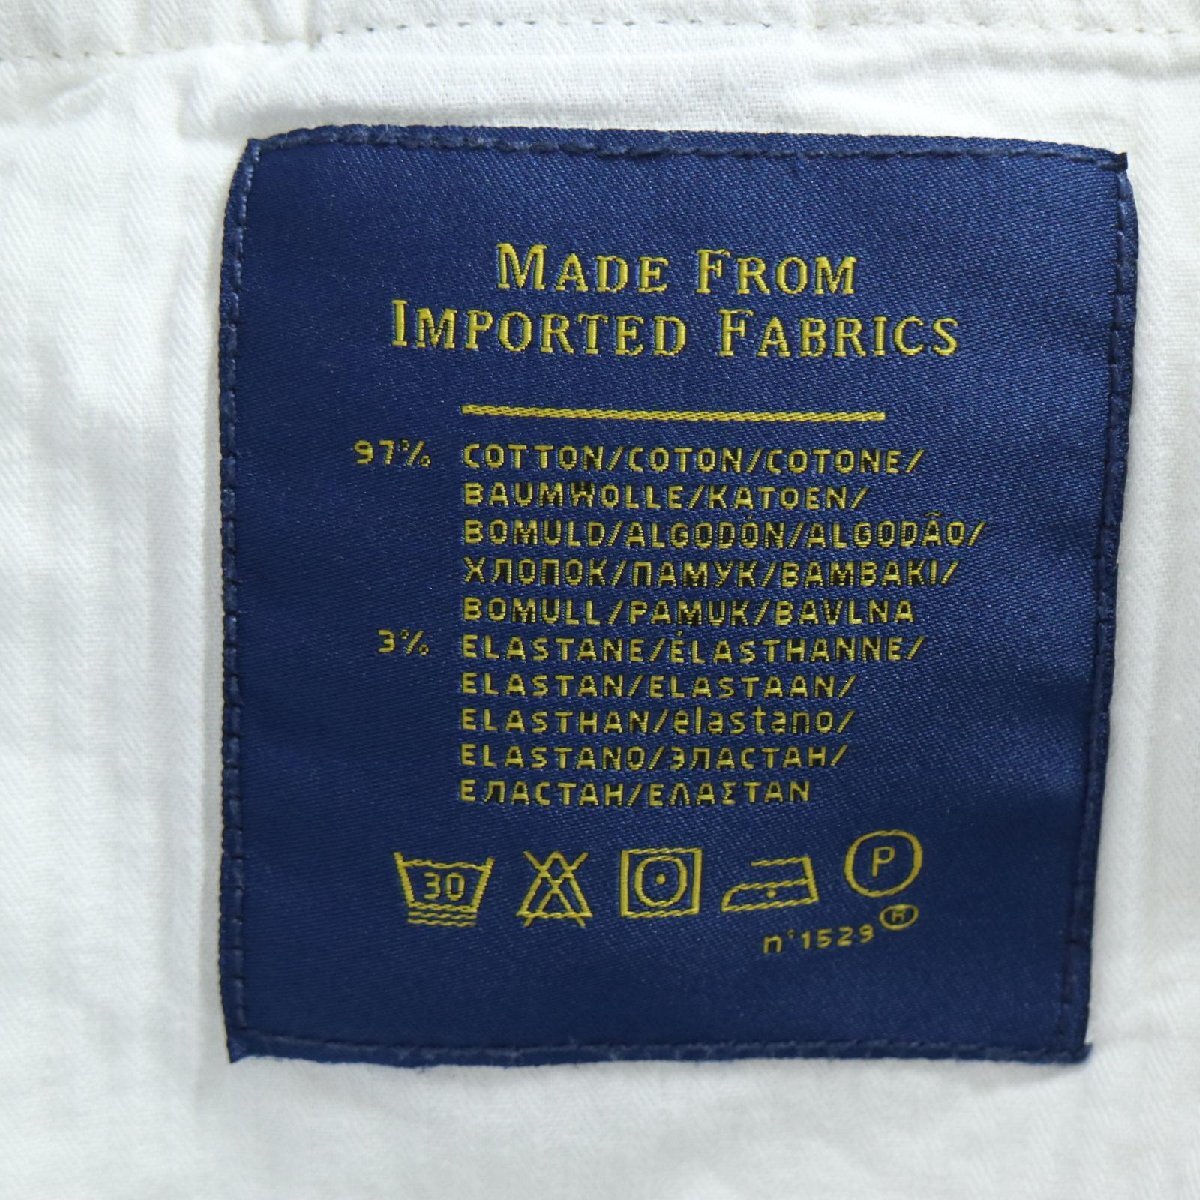 MADE FROM
IMPORTED FABRICS
97% COTTON/COTON/COTONE/
BAUMWOLLE/KATOEN/
BOMULD/ALGODÓN/ALGODÃO/
ХЛОПОК/ПАМУК/BAMBAKI/
BOMULL/PAMUK/BAVLNA
3% ELASTANE/ÉLASTHANNE/
ELASTAN/ELASTAAN/
ELASTHAN/elastano/
ELASTANO/ЭЛАСТАН/
ЕЛАСТАН/ΕΛΑΣΤΑΝ
30 P
n°1529 R